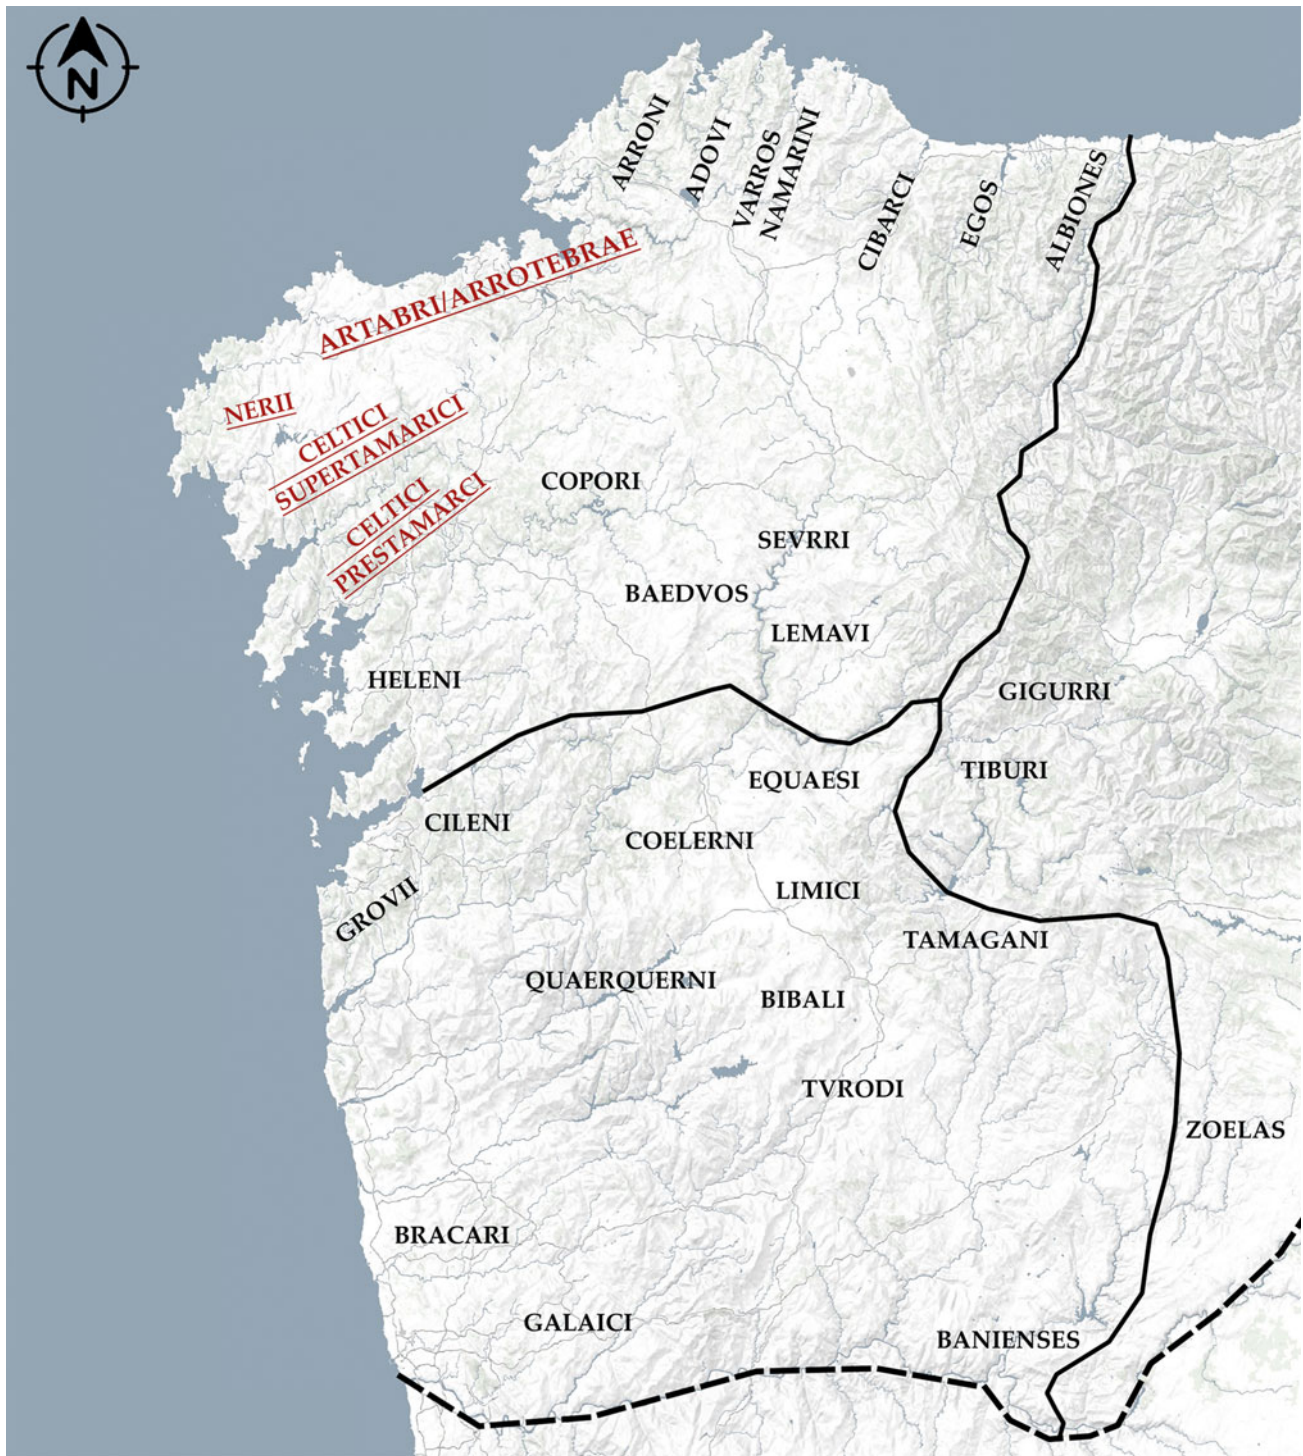 N
ARRONI
ADOVI
VARROS
NAMARINI
CIBARCI
EGOS
ALBIONES
ARTABRI/ARROTEBRAE
NERII
CELTICI
SUPERTAMARICI
CELTICI
PRESTAMARCI
COPORI
SEVRRI
BAEDVOS
LEMAVI
HELENI
GIGURRI
EQUAESI
TIBURI
CILENI
COELERNI
LIMICI
GROVII
TAMAGANI
QUAERQUERNI
BIBALI
TVRODI
ZOELAS
BRACARI
GALAICI
BANIENSES